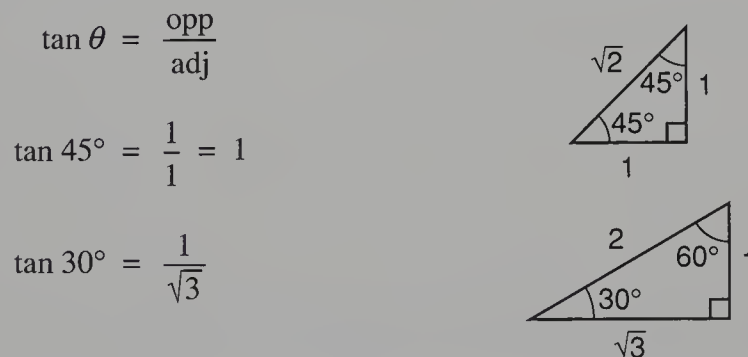 tan θ = opp/adj
√2
45° 1
45°
1
tan 45° = 1/1 = 1
2
60°
30°
√3
tan 30° = 1/√3